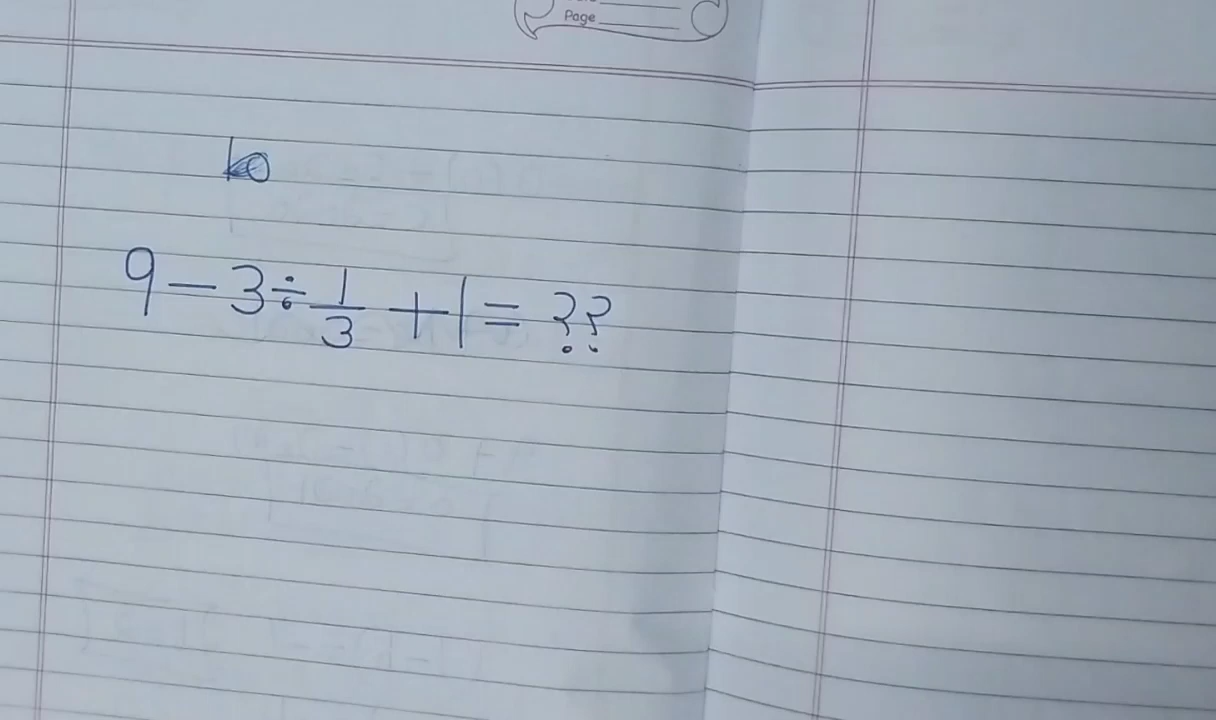 Page
9 - 3 ÷ 1/3 + 1 = ??